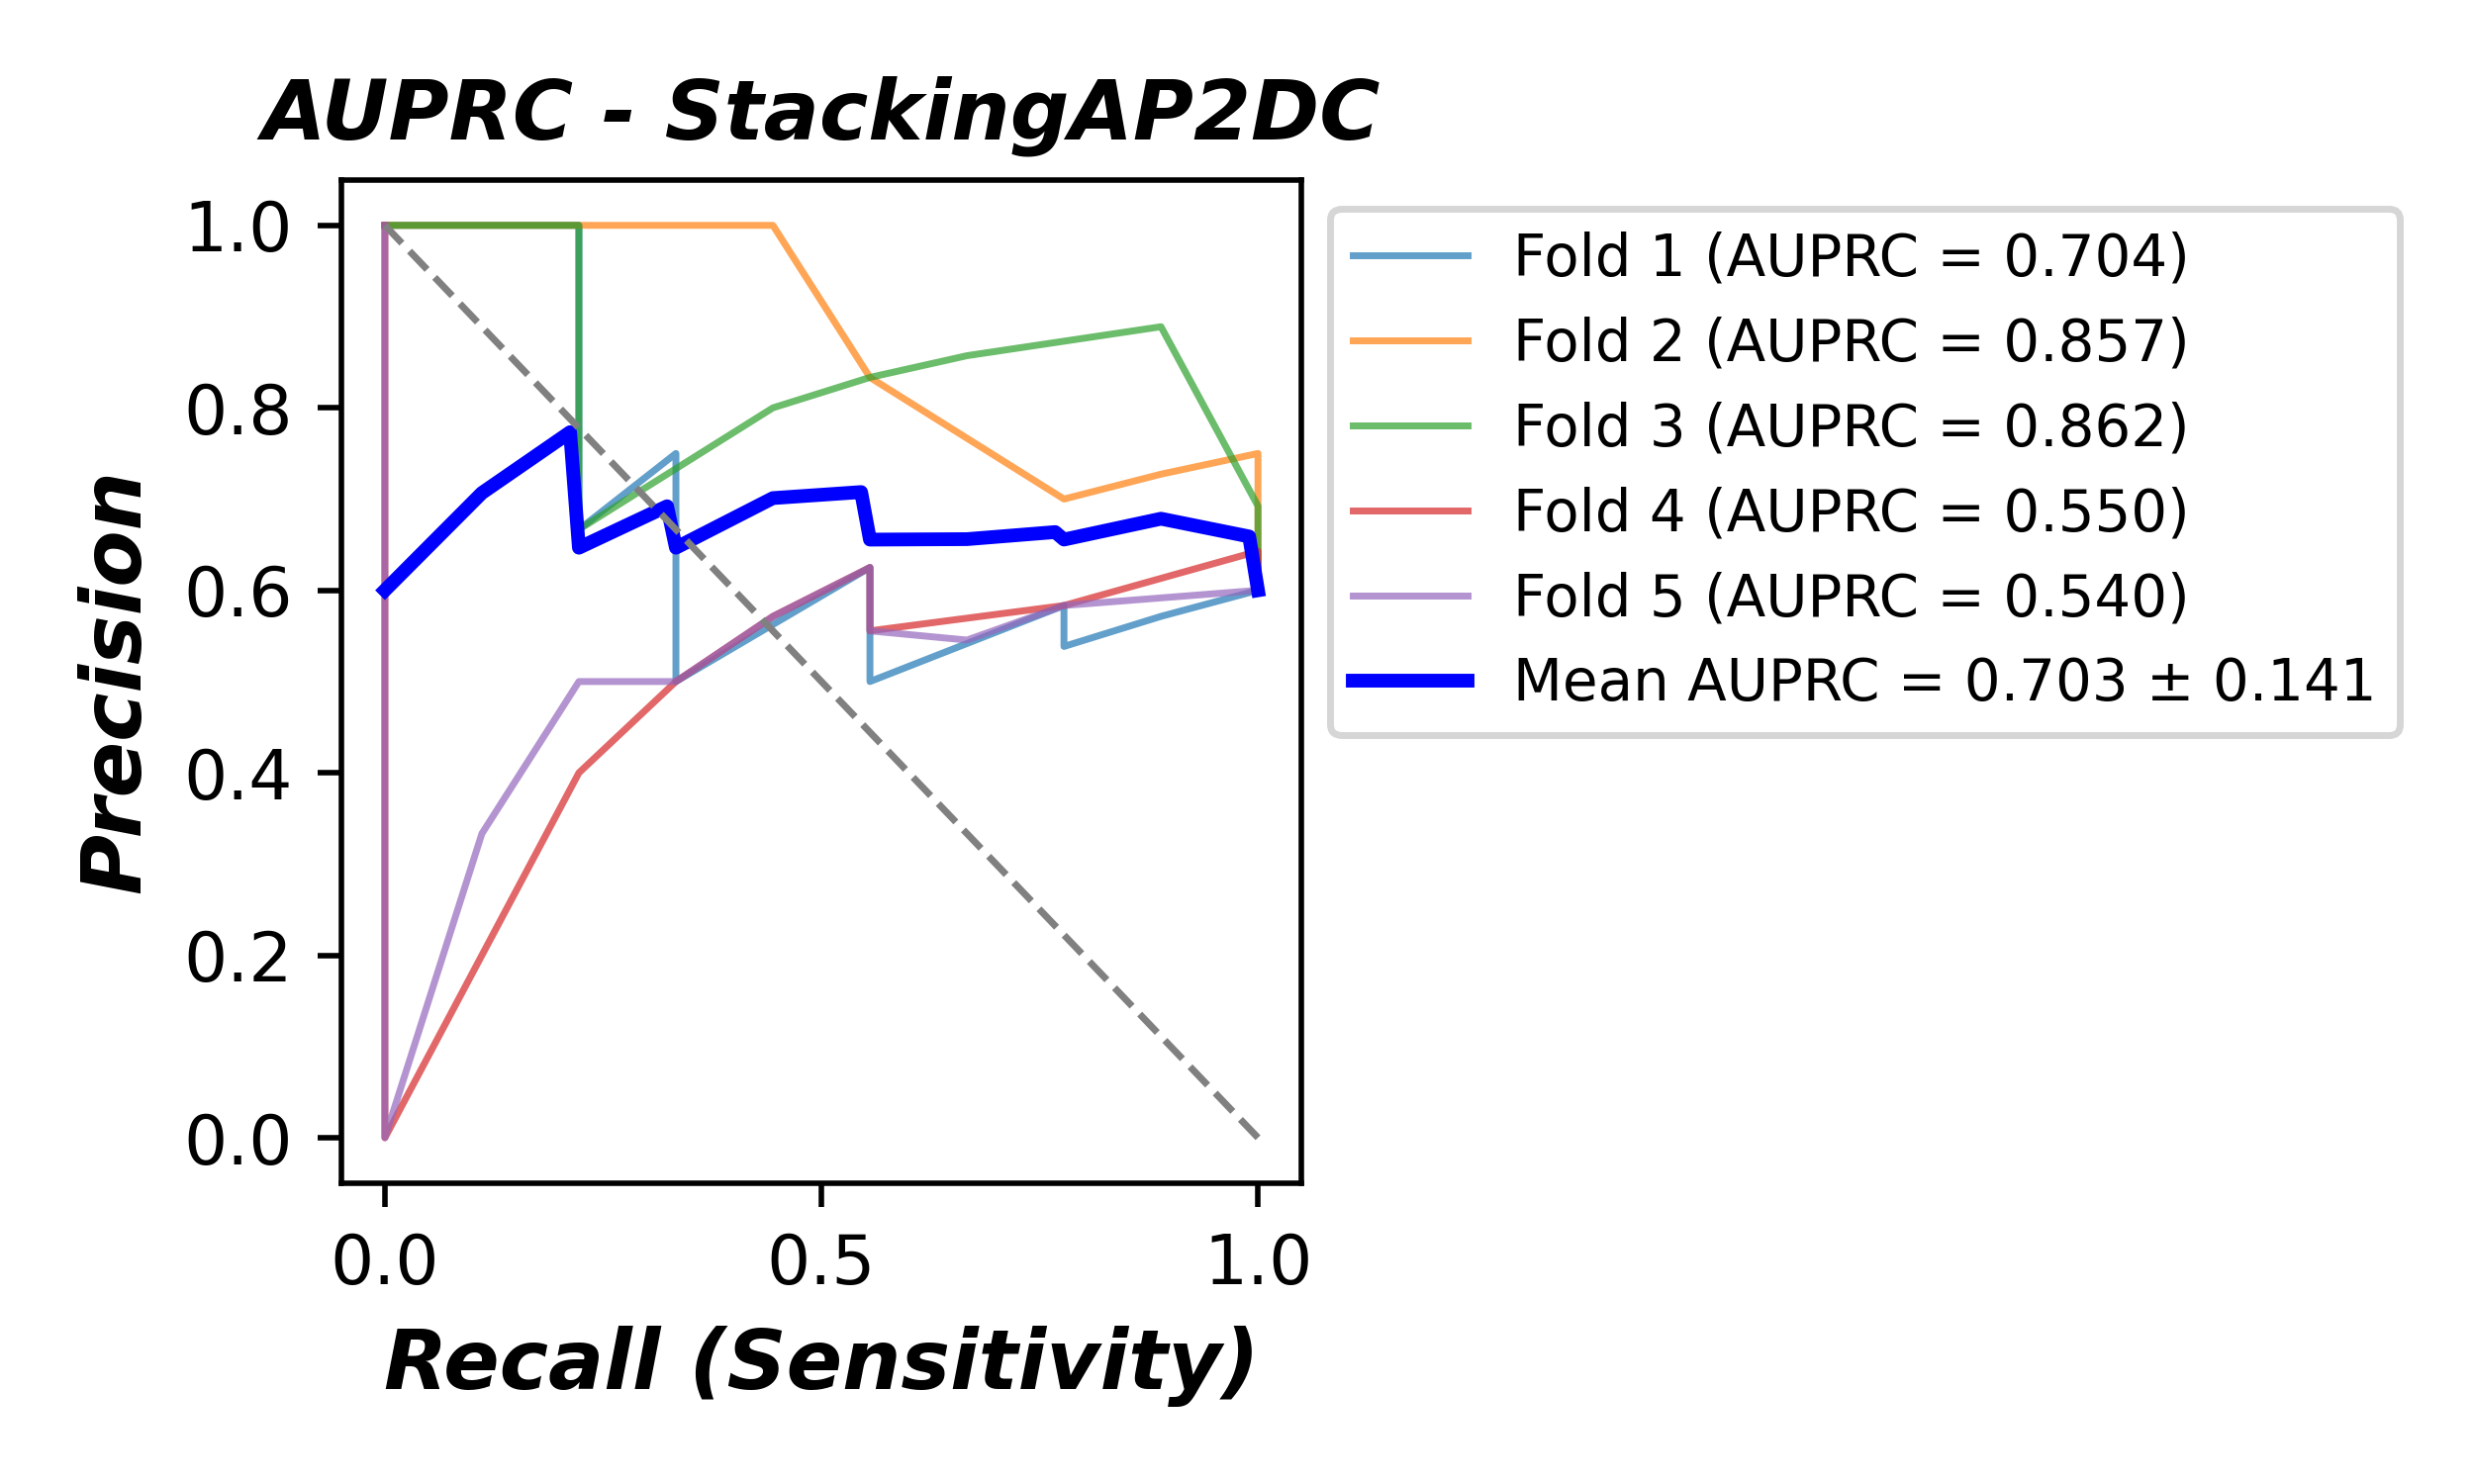 AUPRC - StackingAP2DC
1.0
0.8
0.6
0.4
0.2
0.0
Precision
0.0 0.5 1.0
Recall (Sensitivity)
Fold 1 (AUPRC = 0.704)
Fold 2 (AUPRC = 0.857)
Fold 3 (AUPRC = 0.862)
Fold 4 (AUPRC = 0.550)
Fold 5 (AUPRC = 0.540)
Mean AUPRC = 0.703 ± 0.141